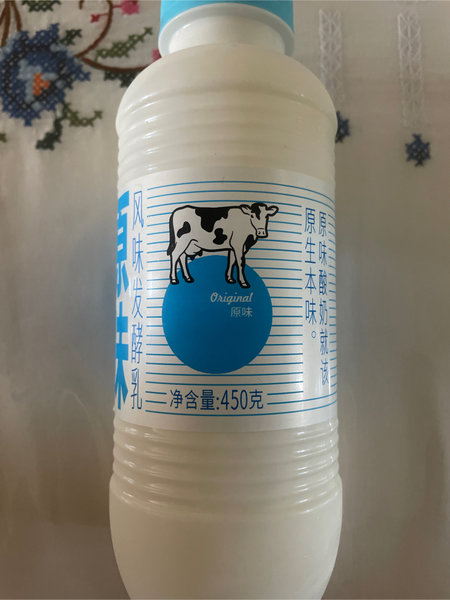 原味
风味发酵乳
Original
原味
净含量:450克
原味酸奶就该
原生本味。